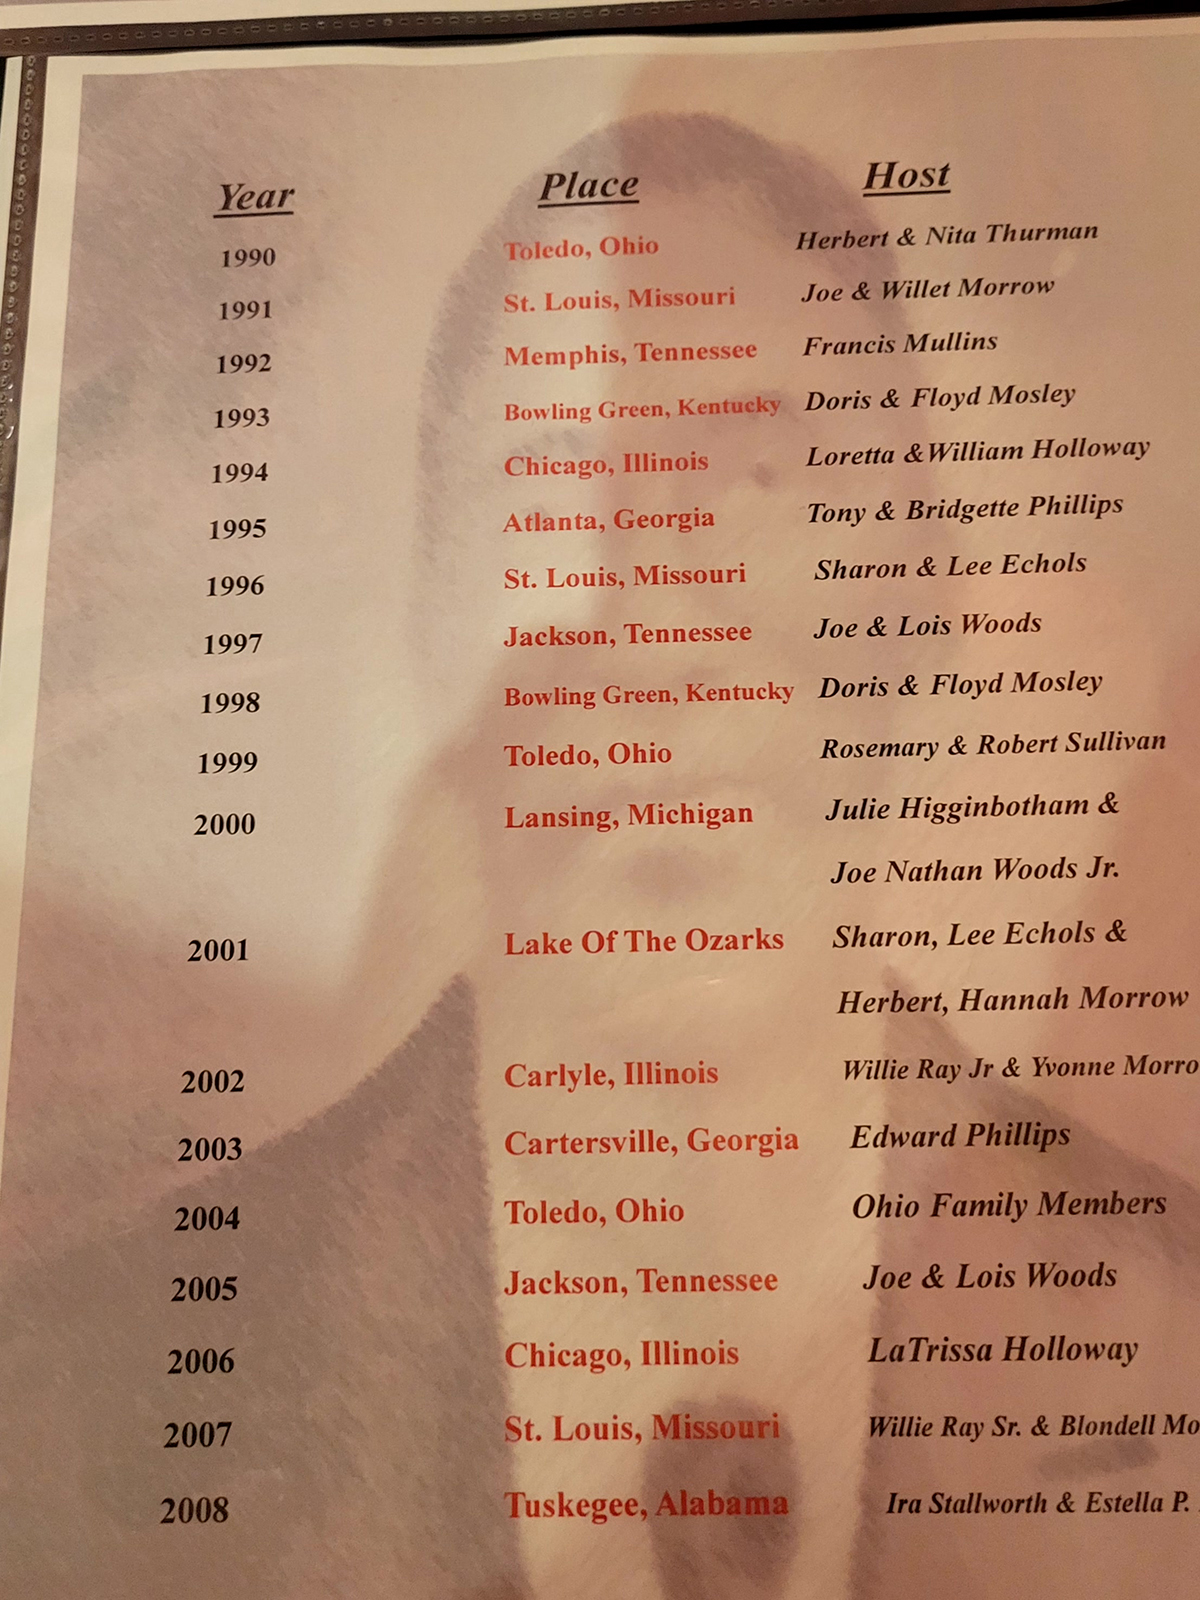 Year Place Host
1990 Toledo, Ohio Herbert & Nita Thurman
1991 St. Louis, Missouri Joe & Willet Morrow
1992 Memphis, Tennessee Francis Mullins
1993 Bowling Green, Kentucky Doris & Floyd Mosley
1994 Chicago, Illinois Loretta &William Holloway
1995 Atlanta, Georgia Tony & Bridgette Phillips
1996 St. Louis, Missouri Sharon & Lee Echols
1997 Jackson, Tennessee Joe & Lois Woods
1998 Bowling Green, Kentucky Doris & Floyd Mosley
1999 Toledo, Ohio Rosemary & Robert Sullivan
2000 Lansing, Michigan Julie Higginbotham &
Joe Nathan Woods Jr.
2001 Lake Of The Ozarks Sharon, Lee Echols &
Herbert, Hannah Morrow
2002 Carlyle, Illinois Willie Ray Jr & Yvonne Morro
2003 Cartersville, Georgia Edward Phillips
2004 Toledo, Ohio Ohio Family Members
2005 Jackson, Tennessee Joe & Lois Woods
2006 Chicago, Illinois LaTrissa Holloway
2007 St. Louis, Missouri Willie Ray Sr. & Blondell Mo
2008 Tuskegee, Alabama Ira Stallworth & Estella P.